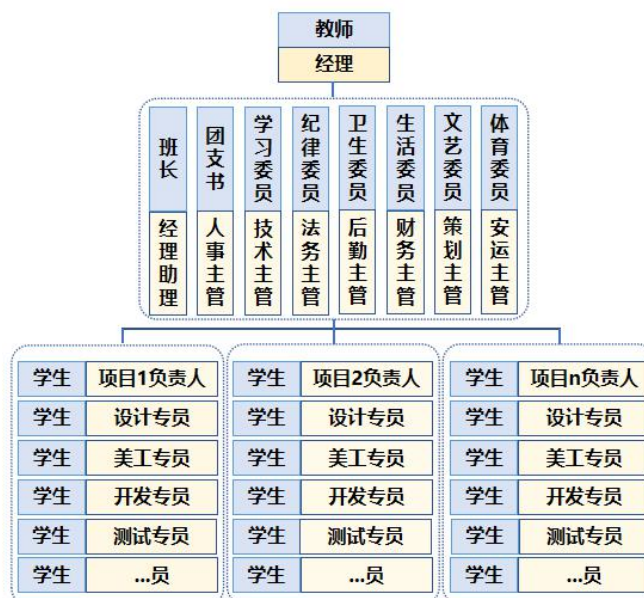 教师
经理
班长
团支书
学习委员
纪律委员
卫生委员
生活委员
文艺委员
体育委员
经理助理
人事主管
技术主管
法务主管
后勤主管
财务主管
策划主管
安运主管
学生 项目1负责人
学生 设计专员
学生 美工专员
学生 开发专员
学生 测试专员
学生 ...员
学生 项目2负责人
学生 设计专员
学生 美工专员
学生 开发专员
学生 测试专员
学生 ...员
学生 项目n负责人
学生 设计专员
学生 美工专员
学生 开发专员
学生 测试专员
学生 ...员